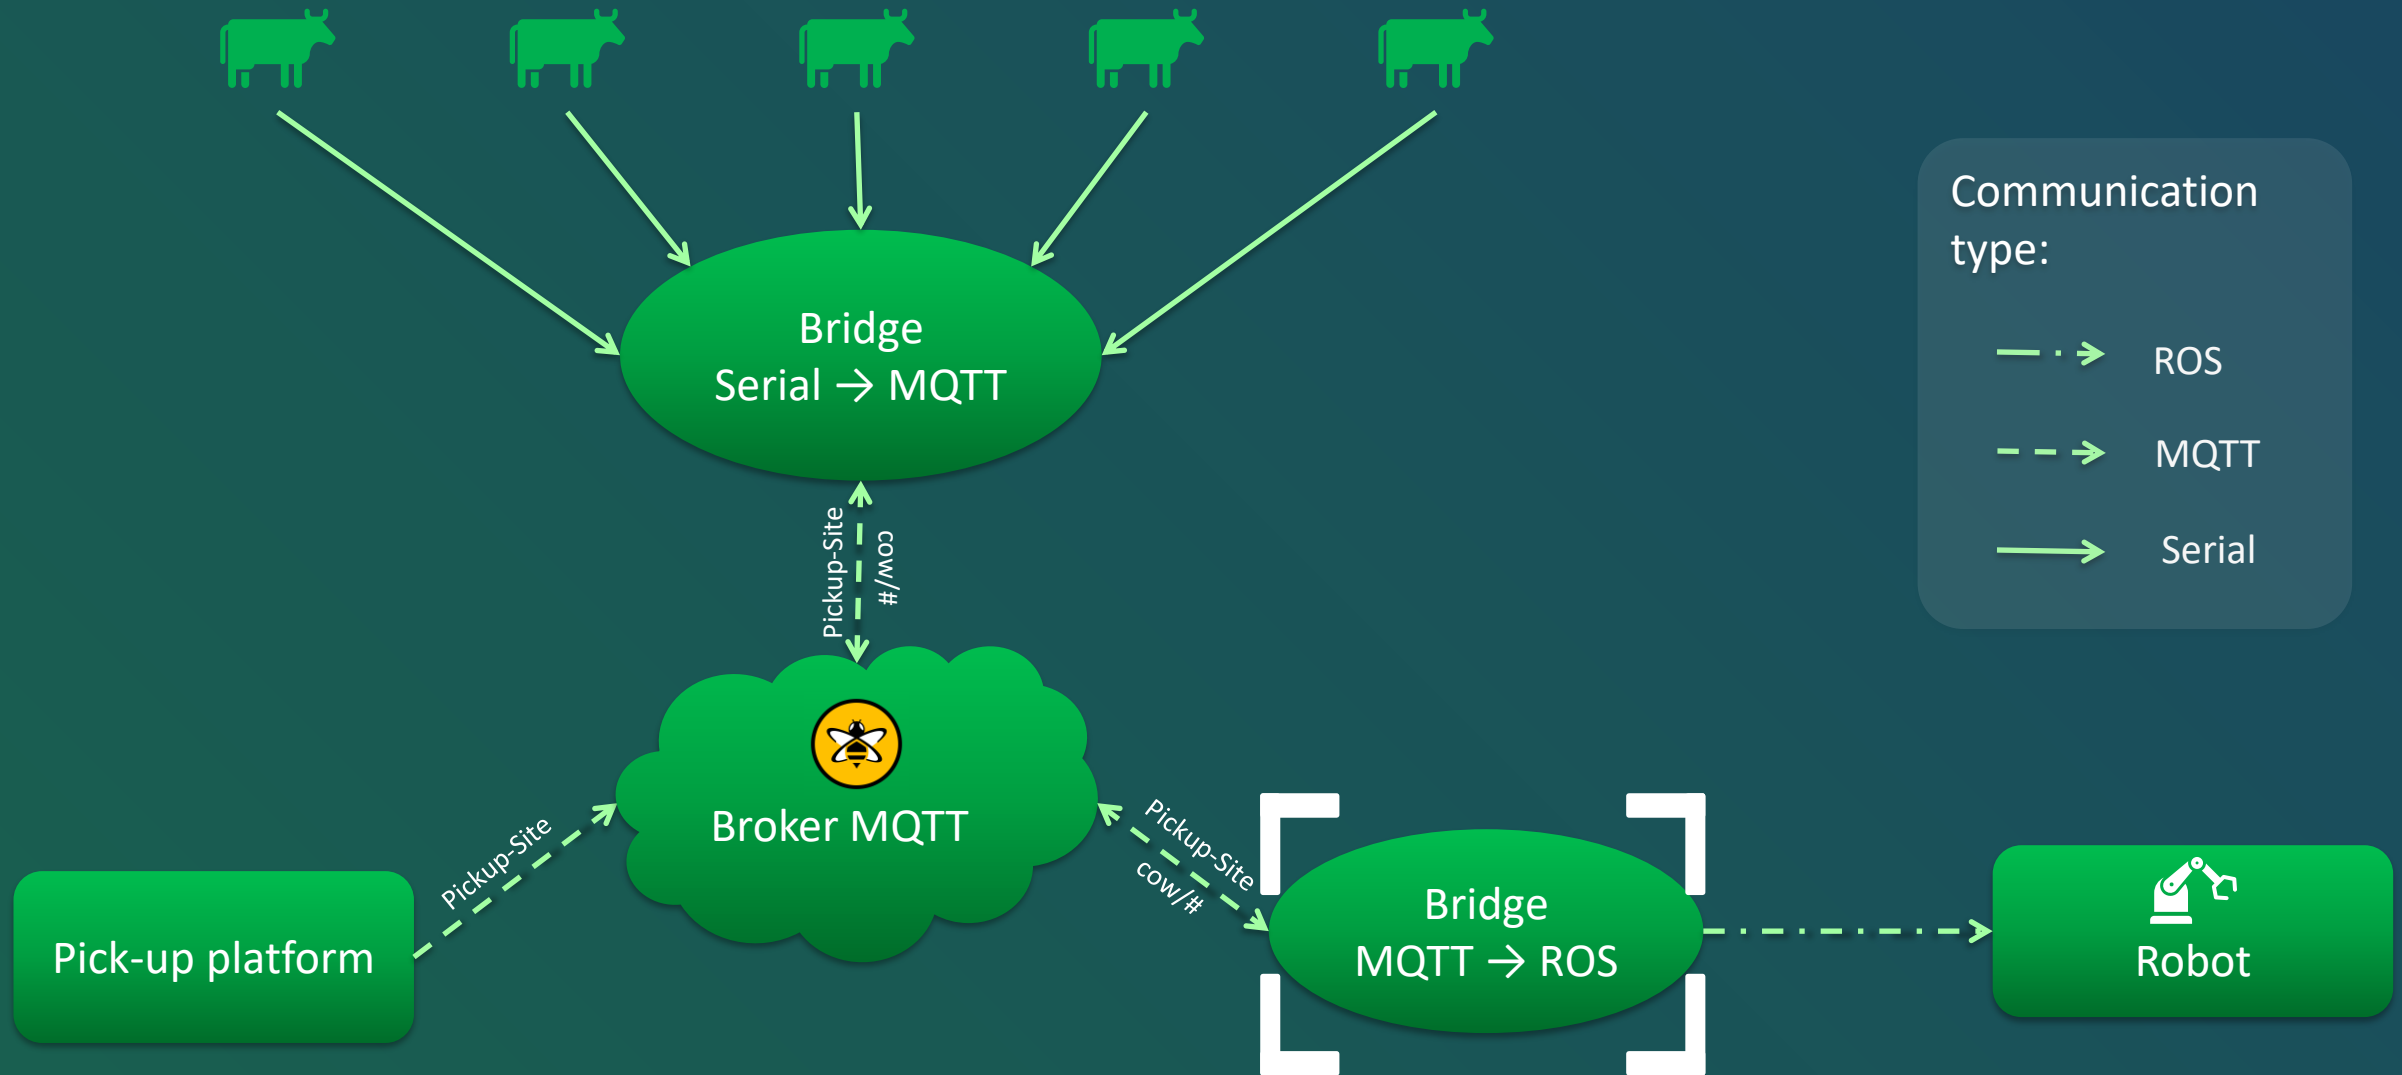 Communication
type:
ROS
MQTT
Serial
Bridge
Serial → MQTT
Pickup-Site
cow/#
Broker MQTT
Pickup-Site
Pickup-Site
cow/#
Pick-up platform
Bridge
MQTT → ROS
Robot